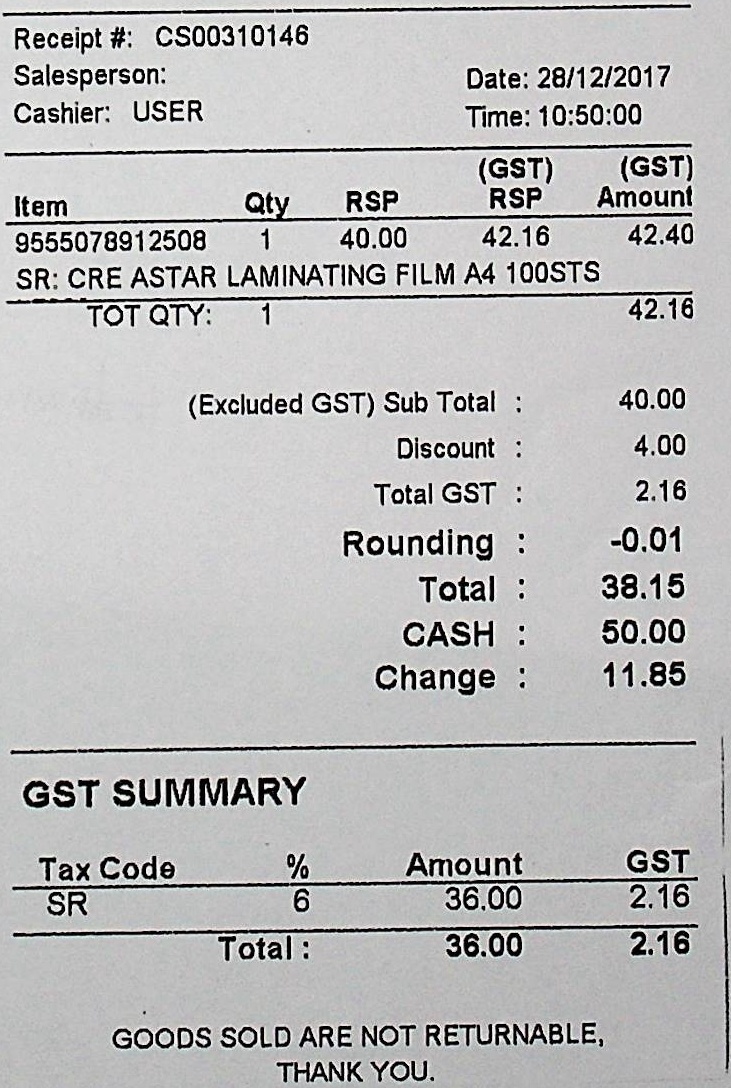 Receipt #: CS00310146
Salesperson:
Date: 28/12/2017
Cashier: USER
Time: 10:50:00
(GST) (GST)
Item Qty RSP RSP Amount
9555078912508 1 40.00 42.16 42.40
SR: CRE ASTAR LAMINATING FILM A4 100STS
TOT QTY: 1 42.16
(Excluded GST) Sub Total : 40.00
Discount : 4.00
Total GST : 2.16
Rounding : -0.01
Total : 38.15
CASH : 50.00
Change : 11.85
GST SUMMARY
Tax Code % Amount GST
SR 6 36.00 2.16
Total : 36.00 2.16
GOODS SOLD ARE NOT RETURNABLE,
THANK YOU.